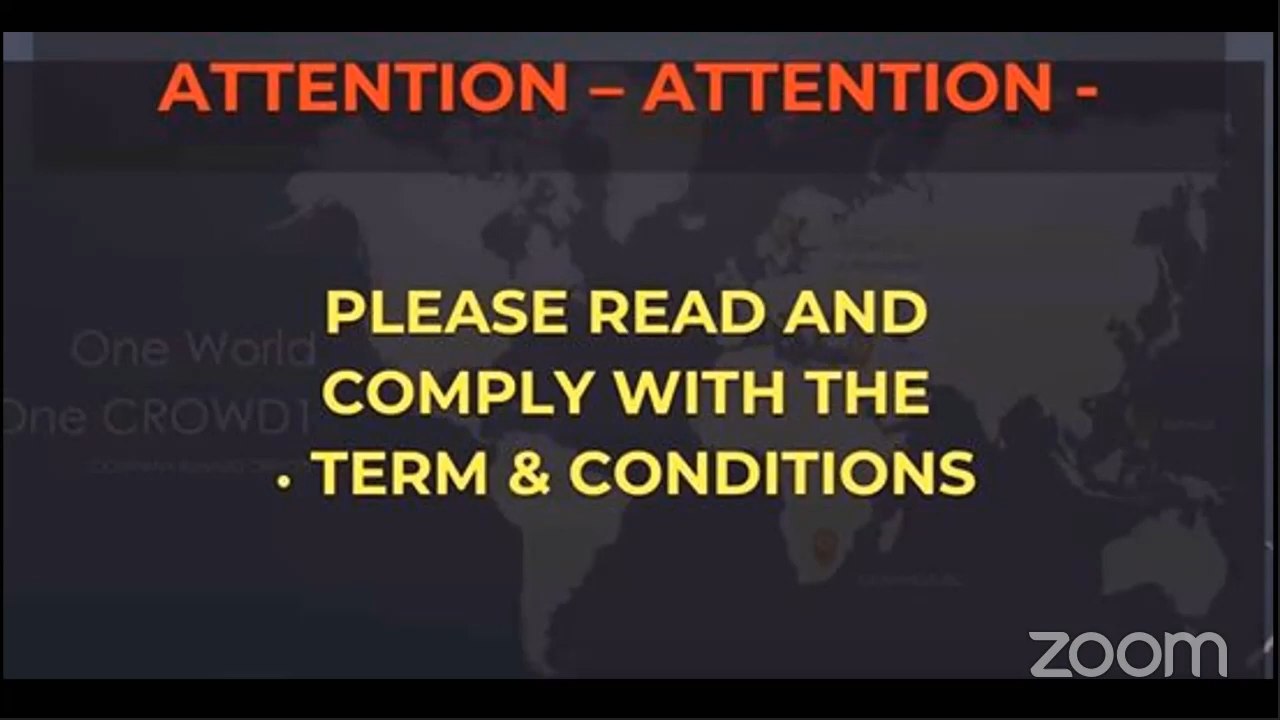 ATTENTION – ATTENTION -
PLEASE READ AND
One World
COMPLY WITH THE
One CROWD1
• TERM & CONDITIONS
zoom